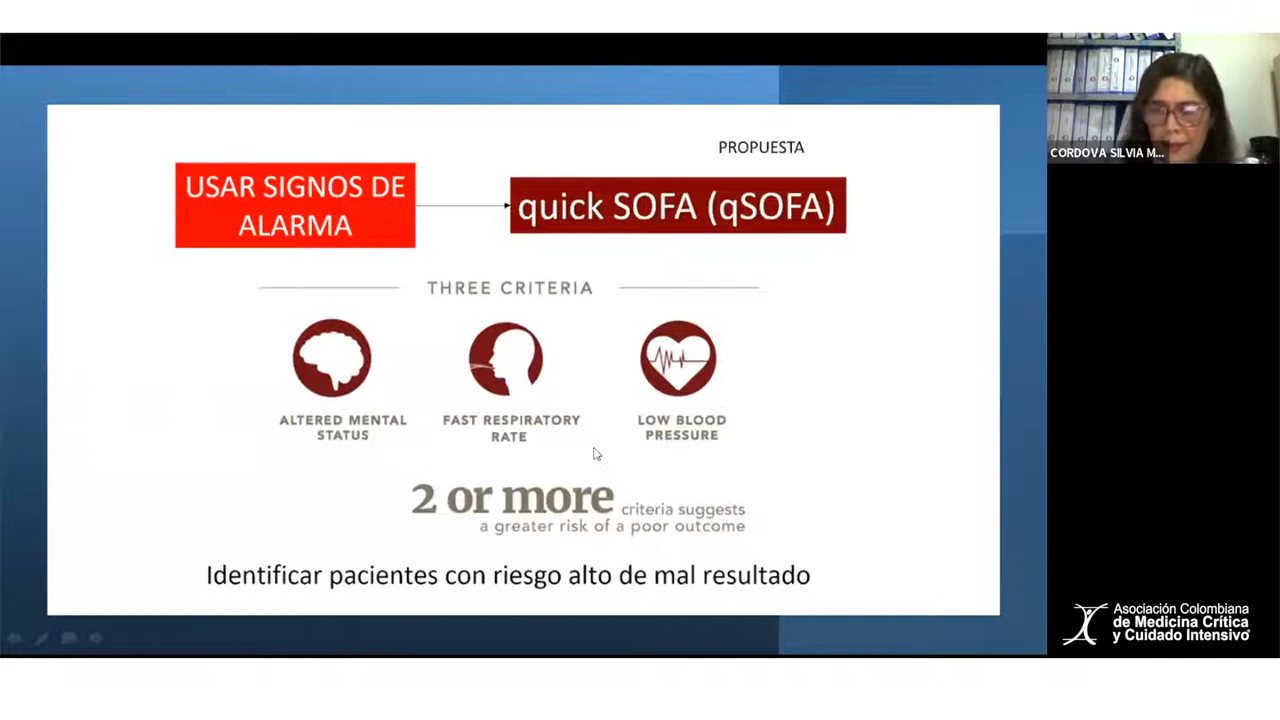 PROPUESTA
USAR SIGNOS DE
ALARMA
quick SOFA (qSOFA)
THREE CRITERIA
ALTERED MENTAL
STATUS
FAST RESPIRATORY
RATE
LOW BLOOD
PRESSURE
2 or more criteria suggests
a greater risk of a poor outcome
Identificar pacientes con riesgo alto de mal resultado
CORDOVA SILVIA M...
Asociación Colombiana
de Medicina Crítica
y Cuidado Intensivo